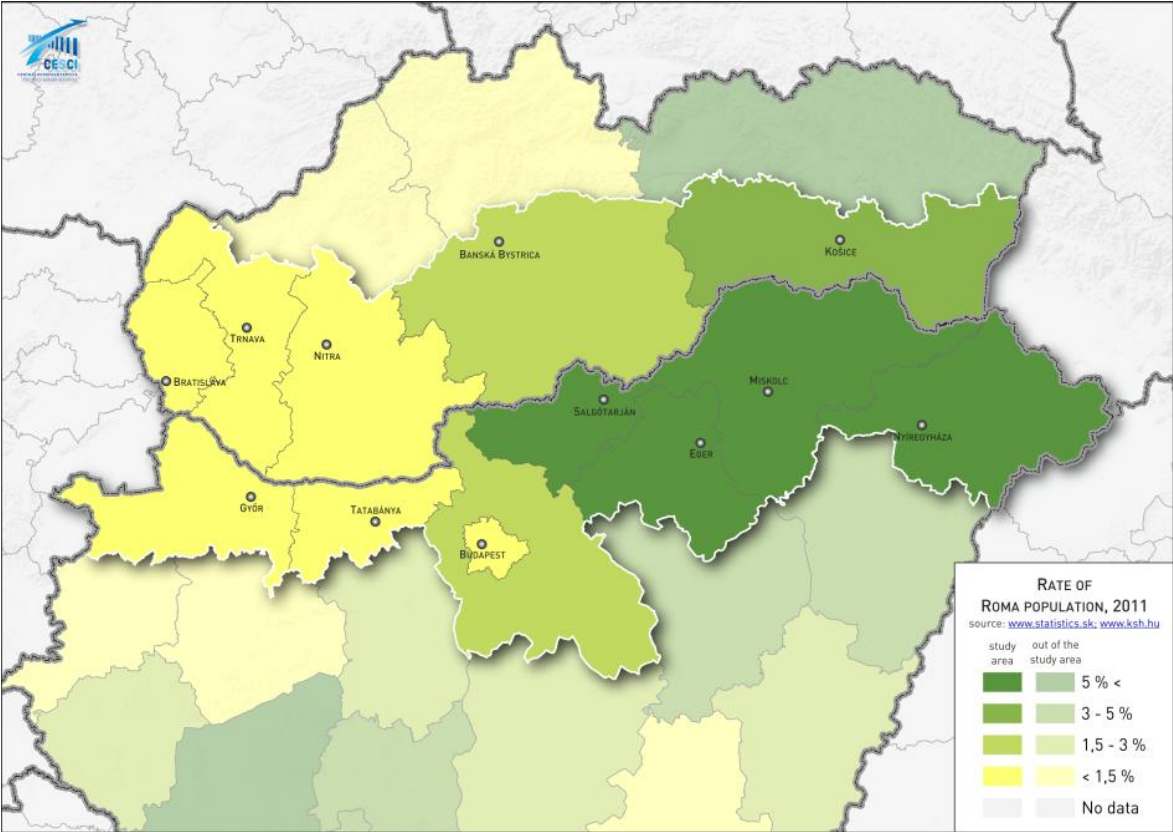 CESCI
BANSKÁ BYSTRICA
KOŠICE
TRNAVA
NITRA
BRATISLAVA
MISKOLC
SALGÓTARJÁN
NYÍREGYHÁZA
EGER
GYŐR
TATABÁNYA
BUDAPEST
RATE OF
ROMA POPULATION, 2011
source: www.statistics.sk; www.ksh.hu
study area
out of the study area
5 % <
3 - 5 %
1,5 - 3 %
< 1,5 %
No data